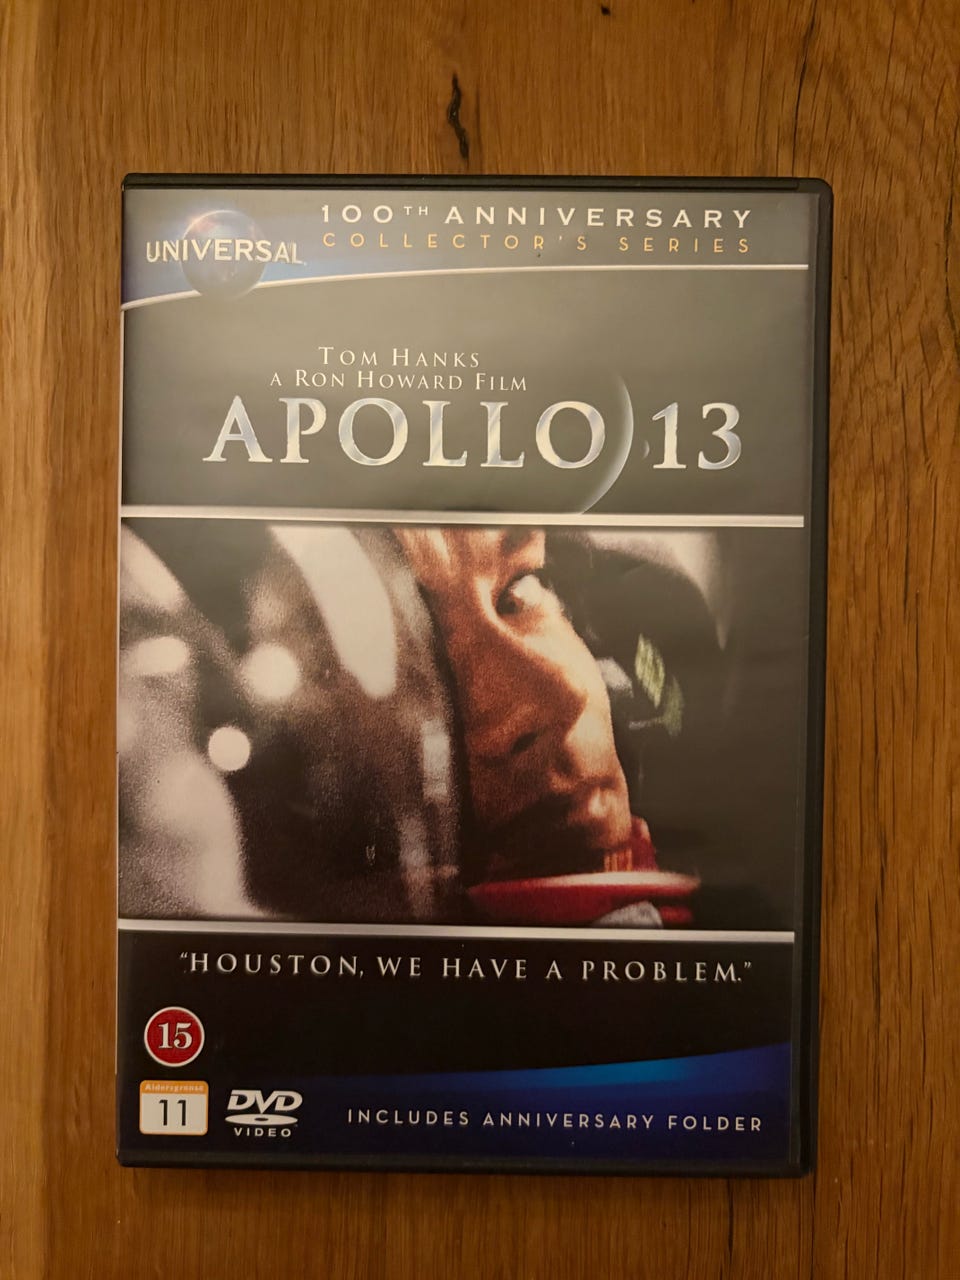 UNIVERSAL
100TH ANNIVERSARY
COLLECTOR'S SERIES
TOM HANKS
A RON HOWARD FILM
APOLLO 13
"HOUSTON, WE HAVE A PROBLEM."
15
Aldersgrense
11
DVD
VIDEO
INCLUDES ANNIVERSARY FOLDER